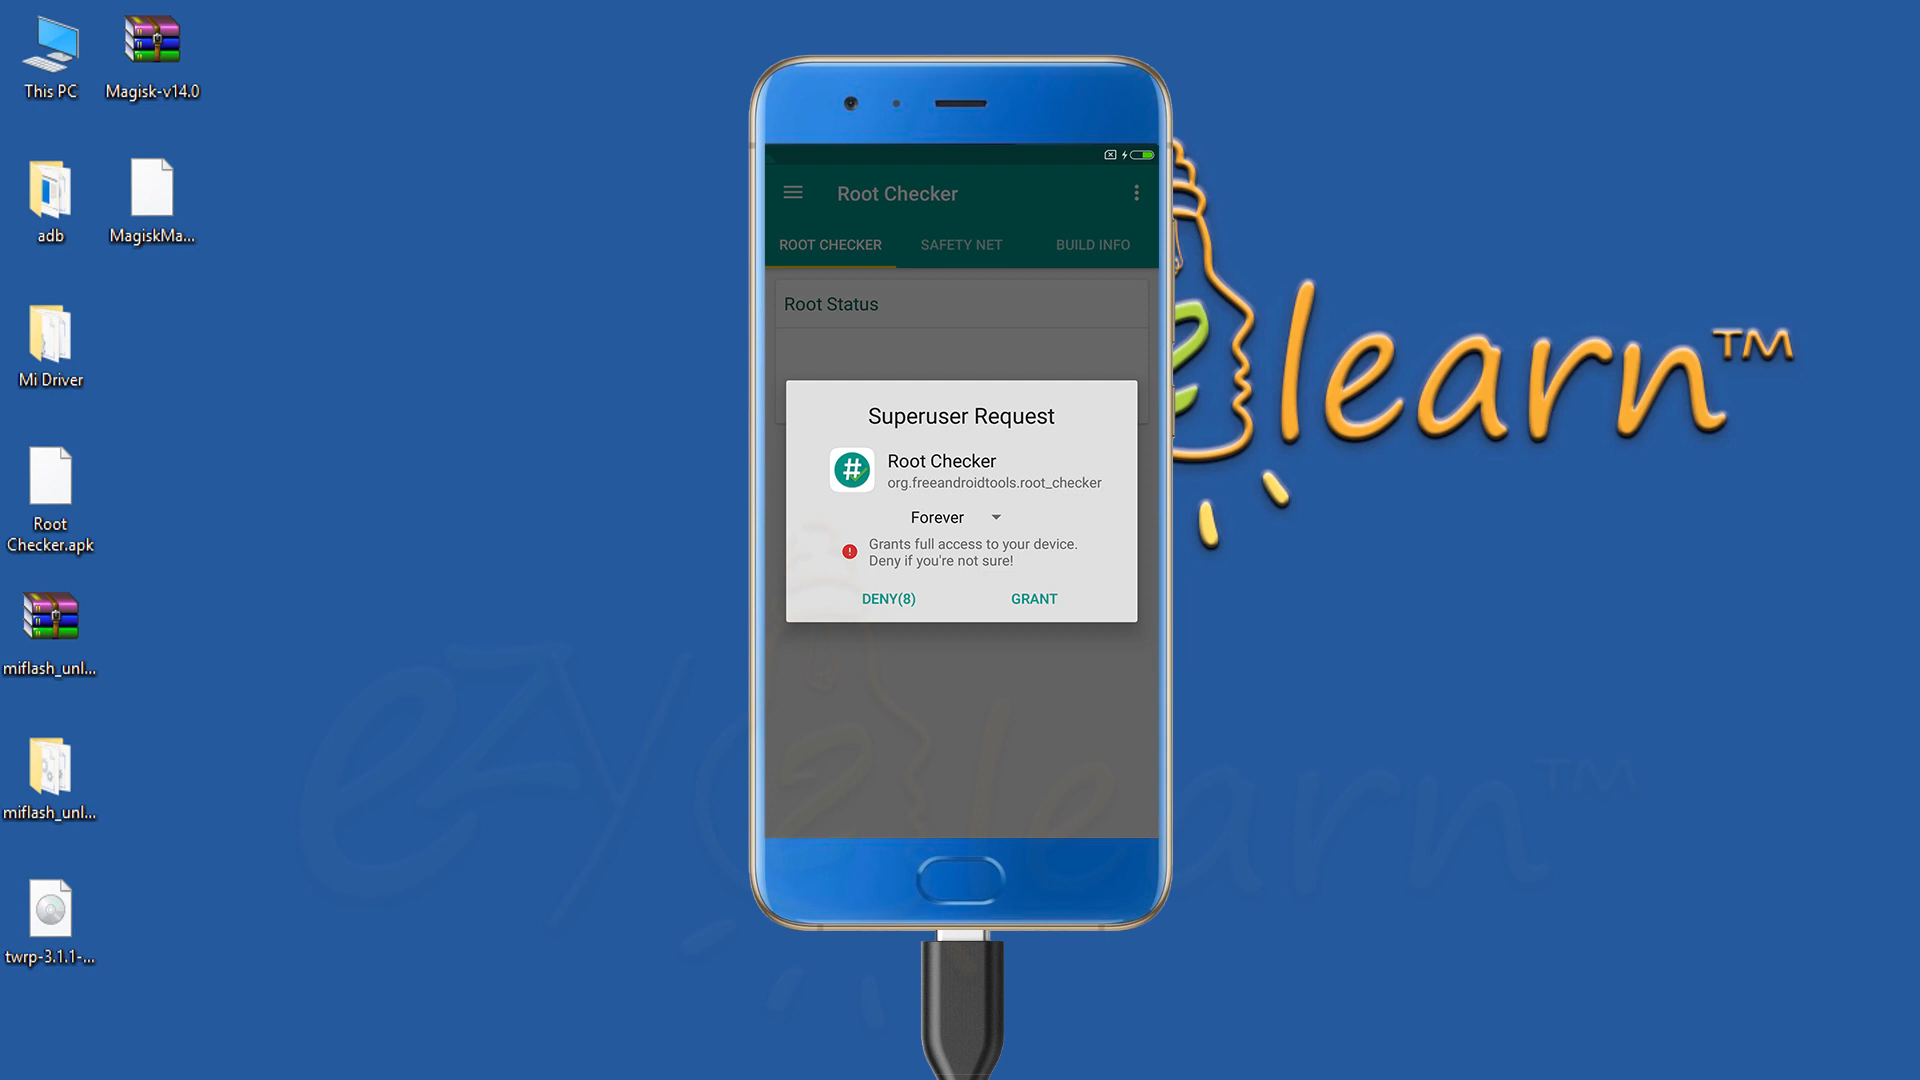 This PC
Magisk-v14.0
adb
MagiskMa...
Mi Driver
Root
Checker.apk
miflash_unl...
miflash_unl...
twrp-3.1.1-...
Root Checker
ROOT CHECKER
SAFETY NET
BUILD INFO
Root Status
Superuser Request
#
Root Checker
org.freeandroidtools.root_checker
Forever
Grants full access to your device.
Deny if you're not sure!
DENY(8)
GRANT
e learn™
ezy e learn™